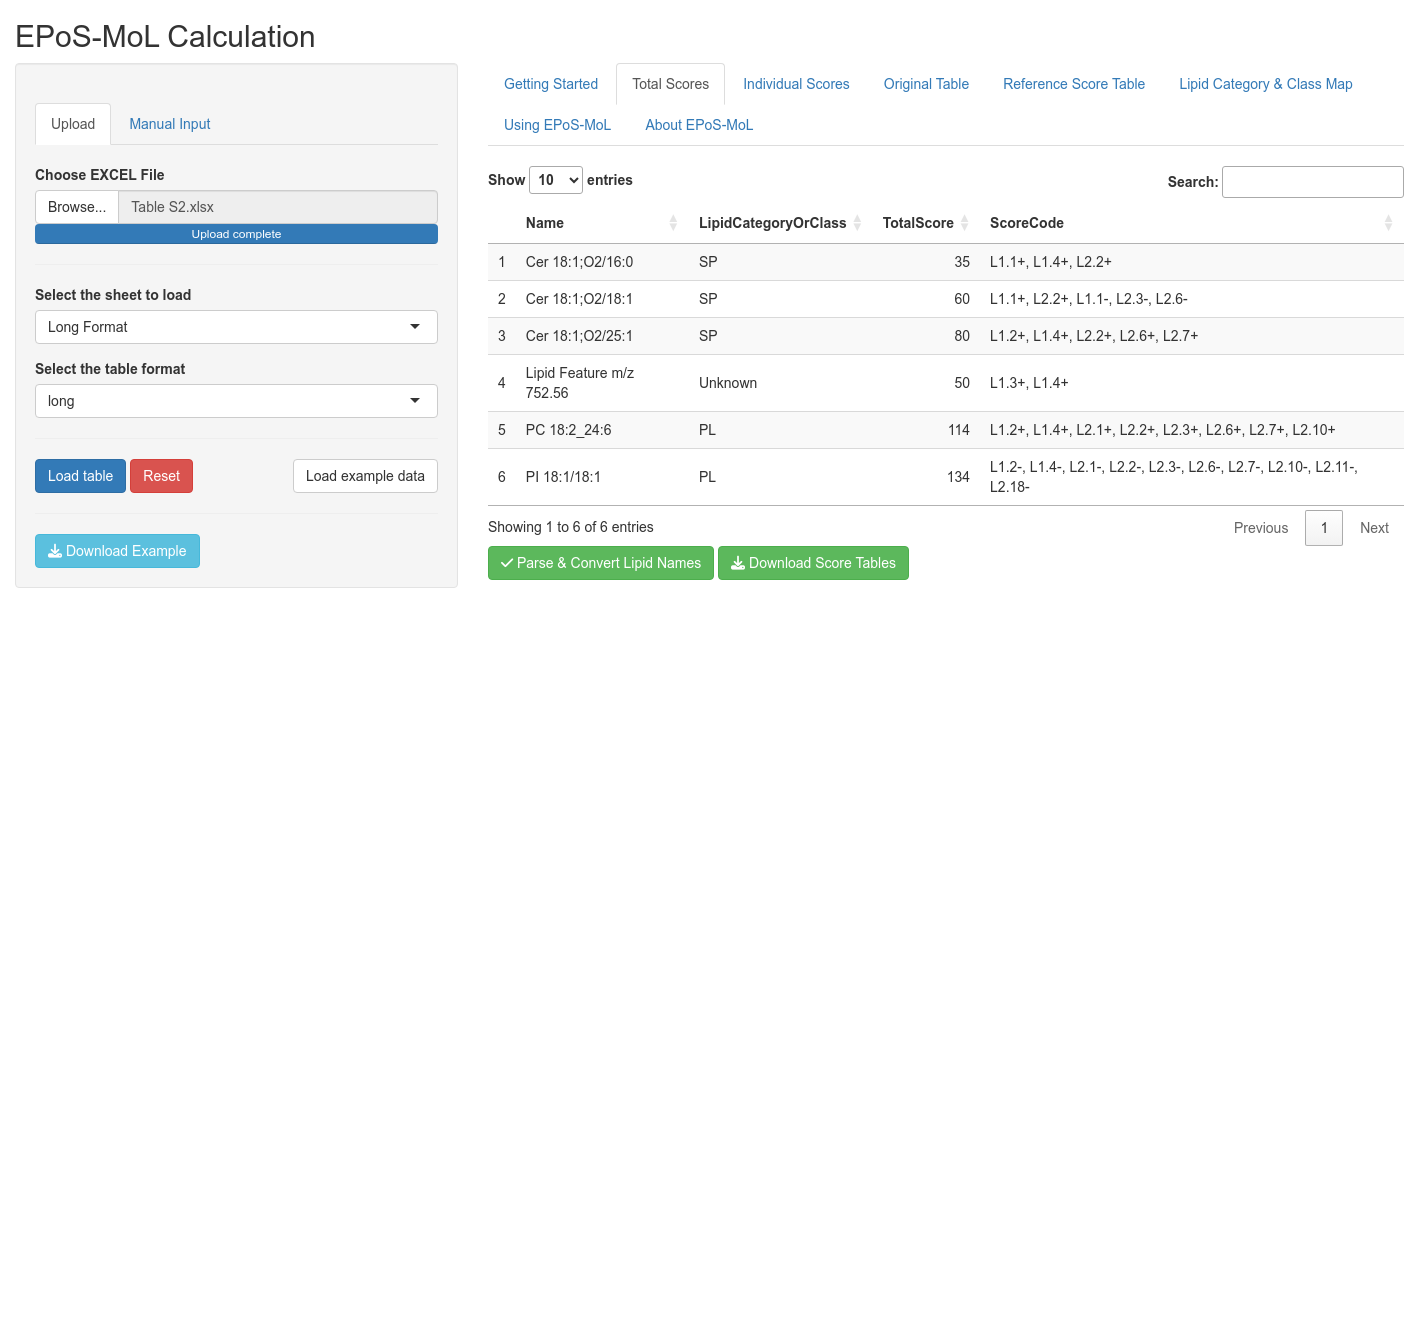 EPoS-MoL Calculation
Upload
Manual Input
Choose EXCEL File
Browse... Table S2.xlsx
Upload complete
Select the sheet to load
Long Format
Select the table format
long
Load table Reset Load example data
Download Example
Getting Started Total Scores Individual Scores Original Table Reference Score Table Lipid Category & Class Map
Using EPoS-MoL About EPoS-MoL
Show 10 entries Search:
Name LipidCategoryOrClass TotalScore ScoreCode
1 Cer 18:1;O2/16:0 SP 35 L1.1+, L1.4+, L2.2+
2 Cer 18:1;O2/18:1 SP 60 L1.1+, L2.2+, L1.1-, L2.3-, L2.6-
3 Cer 18:1;O2/25:1 SP 80 L1.2+, L1.4+, L2.2+, L2.6+, L2.7+
4 Lipid Feature m/z
752.56 Unknown 50 L1.3+, L1.4+
5 PC 18:2_24:6 PL 114 L1.2+, L1.4+, L2.1+, L2.2+, L2.3+, L2.6+, L2.7+, L2.10+
6 PI 18:1/18:1 PL 134 L1.2-, L1.4-, L2.1-, L2.2-, L2.3-, L2.6-, L2.7-, L2.10-, L2.11-,
L2.18-
Showing 1 to 6 of 6 entries Previous 1 Next
Parse & Convert Lipid Names Download Score Tables